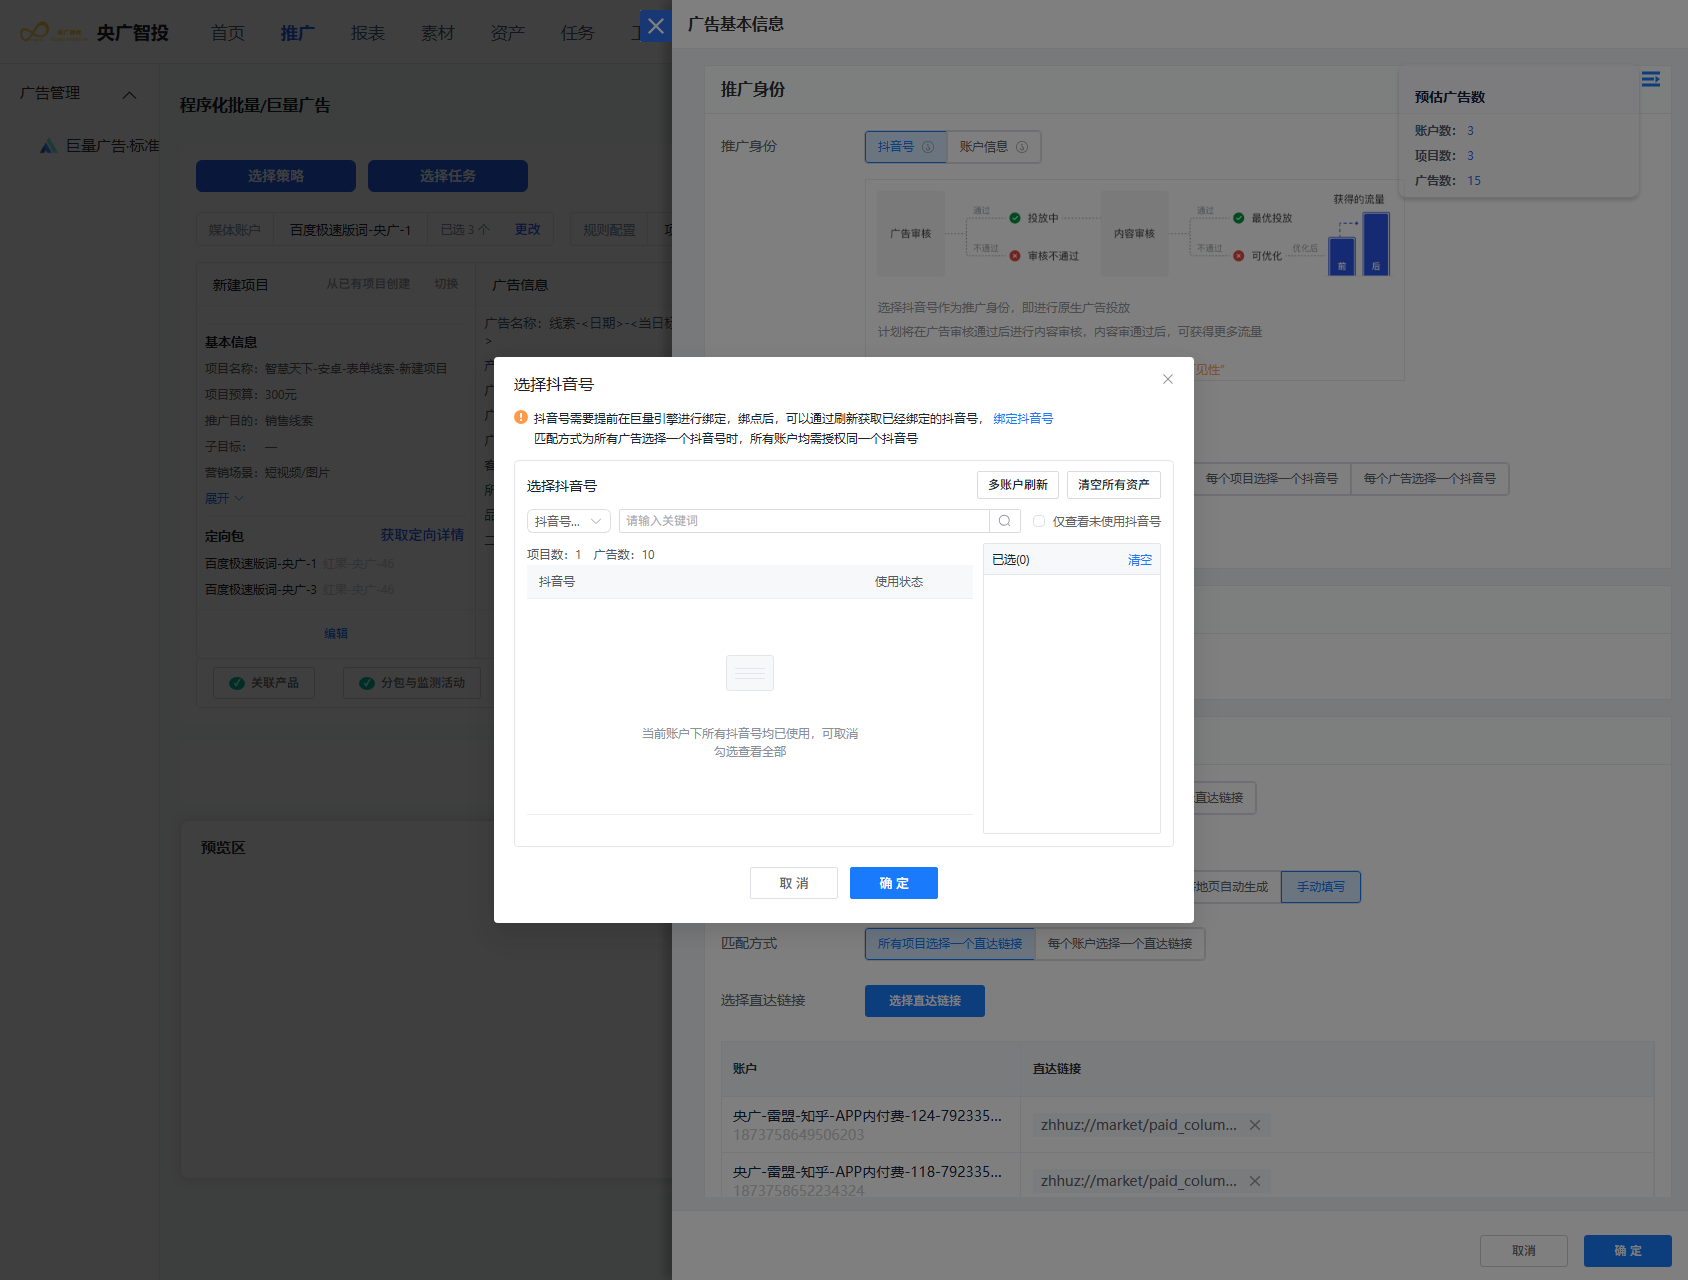 央广智投
首页
推广
报表
素材
资产
任务
广告管理
巨量广告·标准
程序化批量/巨量广告
选择策略
选择任务
媒体账户
百度极速版词-央广-1
已选 3 个
更改
规则配置
新建项目
从已有项目创建
切换
广告信息
广告名称：线索-<日期>-<当日标
>
基本信息
项目名称：智慧天下-安卓-表单线索-新建项目
项目预算：300元
推广目的：销售线索
子目标： —
营销场景：短视频/图片
展开
定向包
获取定向详情
百度极速版词-央广-1 红果-央广-46
百度极速版词-央广-3 红果-央广-46
编辑
关联产品
分包与监测活动
预览区
广告基本信息
推广身份
推广身份
抖音号
账户信息
预估广告数
账户数： 3
项目数： 3
广告数： 15
广告审核
通过
投放中
不通过
审核不通过
内容审核
通过
最优投放
不通过
可优化
优化后
获得的流量
前
后
选择抖音号作为推广身份，即进行原生广告投放
计划将在广告审核通过后进行内容审核，内容审通过后，可获得更多流量
见性"
每个项目选择一个抖音号
每个广告选择一个抖音号
选择抖音号
抖音号需要提前在巨量引擎进行绑定，绑点后，可以通过刷新获取已经绑定的抖音号， 绑定抖音号
匹配方式为所有广告选择一个抖音号时，所有账户均需授权同一个抖音号
选择抖音号
多账户刷新
清空所有资产
抖音号...
请输入关键词
仅查看未使用抖音号
项目数：1 广告数：10
抖音号
使用状态
已选(0)
清空
当前账户下所有抖音号均已使用，可取消
勾选查看全部
取 消
确 定
直达链接
地页自动生成
手动填写
匹配方式
所有项目选择一个直达链接
每个账户选择一个直达链接
选择直达链接
选择直达链接
账户
直达链接
央广-雷盟-知乎-APP内付费-124-792335...
1873758649506203
zhhuz://market/paid_colum...
央广-雷盟-知乎-APP内付费-118-792335...
1873758652234324
zhhuz://market/paid_colum...
取消
确 定